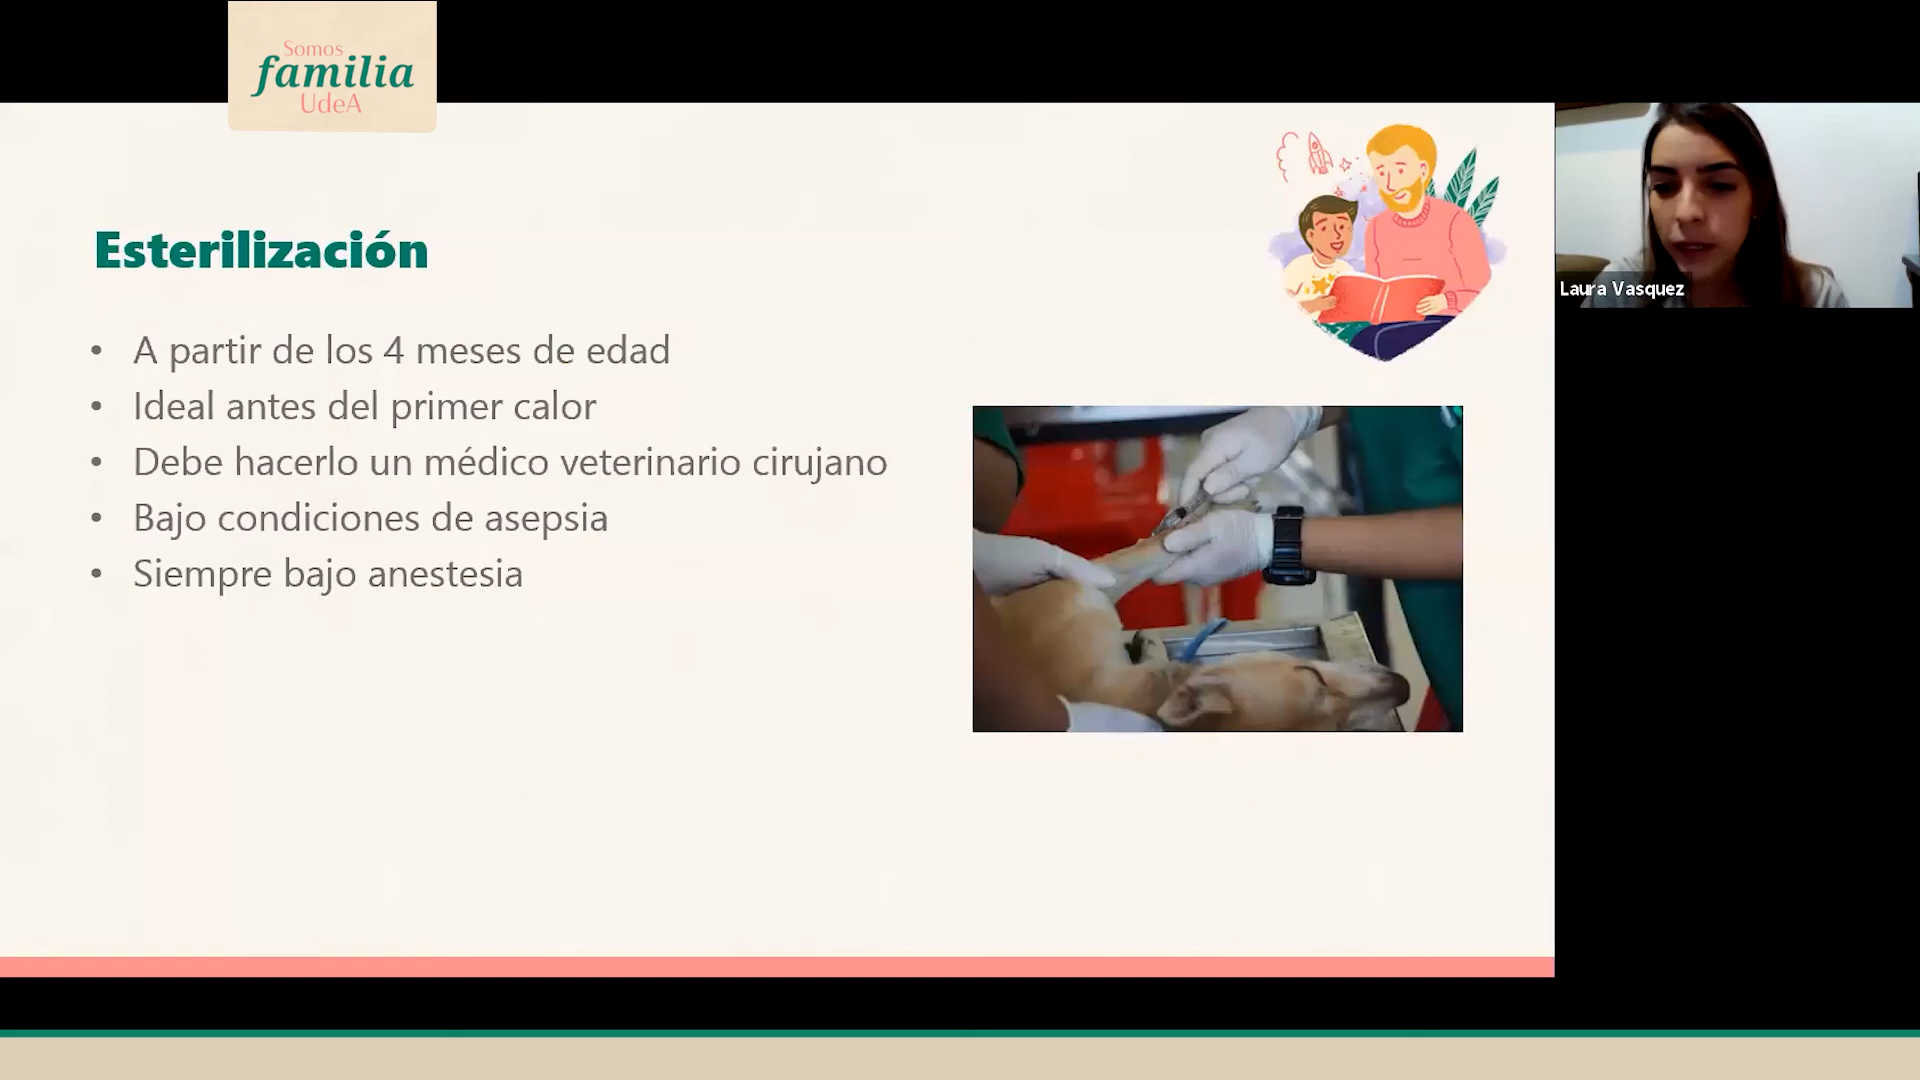 Somos
familia
UdeA
Esterilización
• A partir de los 4 meses de edad
• Ideal antes del primer calor
• Debe hacerlo un médico veterinario cirujano
• Bajo condiciones de asepsia
• Siempre bajo anestesia
Laura Vasquez